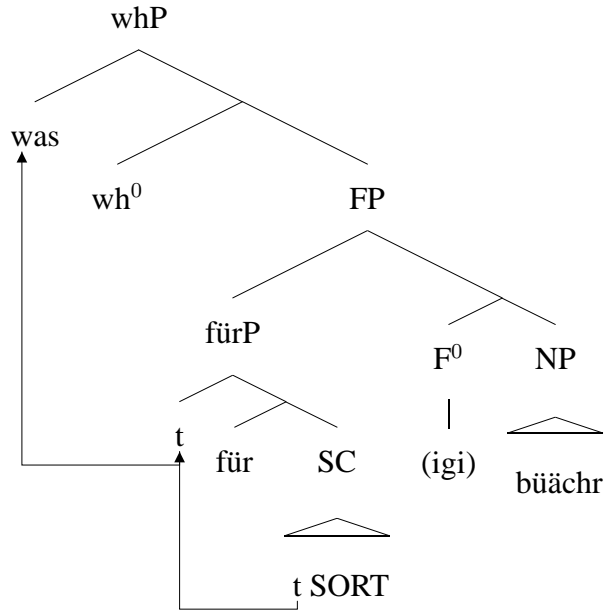 whP
was
wh⁰ FP
fürP F⁰ NP
t für SC (igi) büächr
t SORT